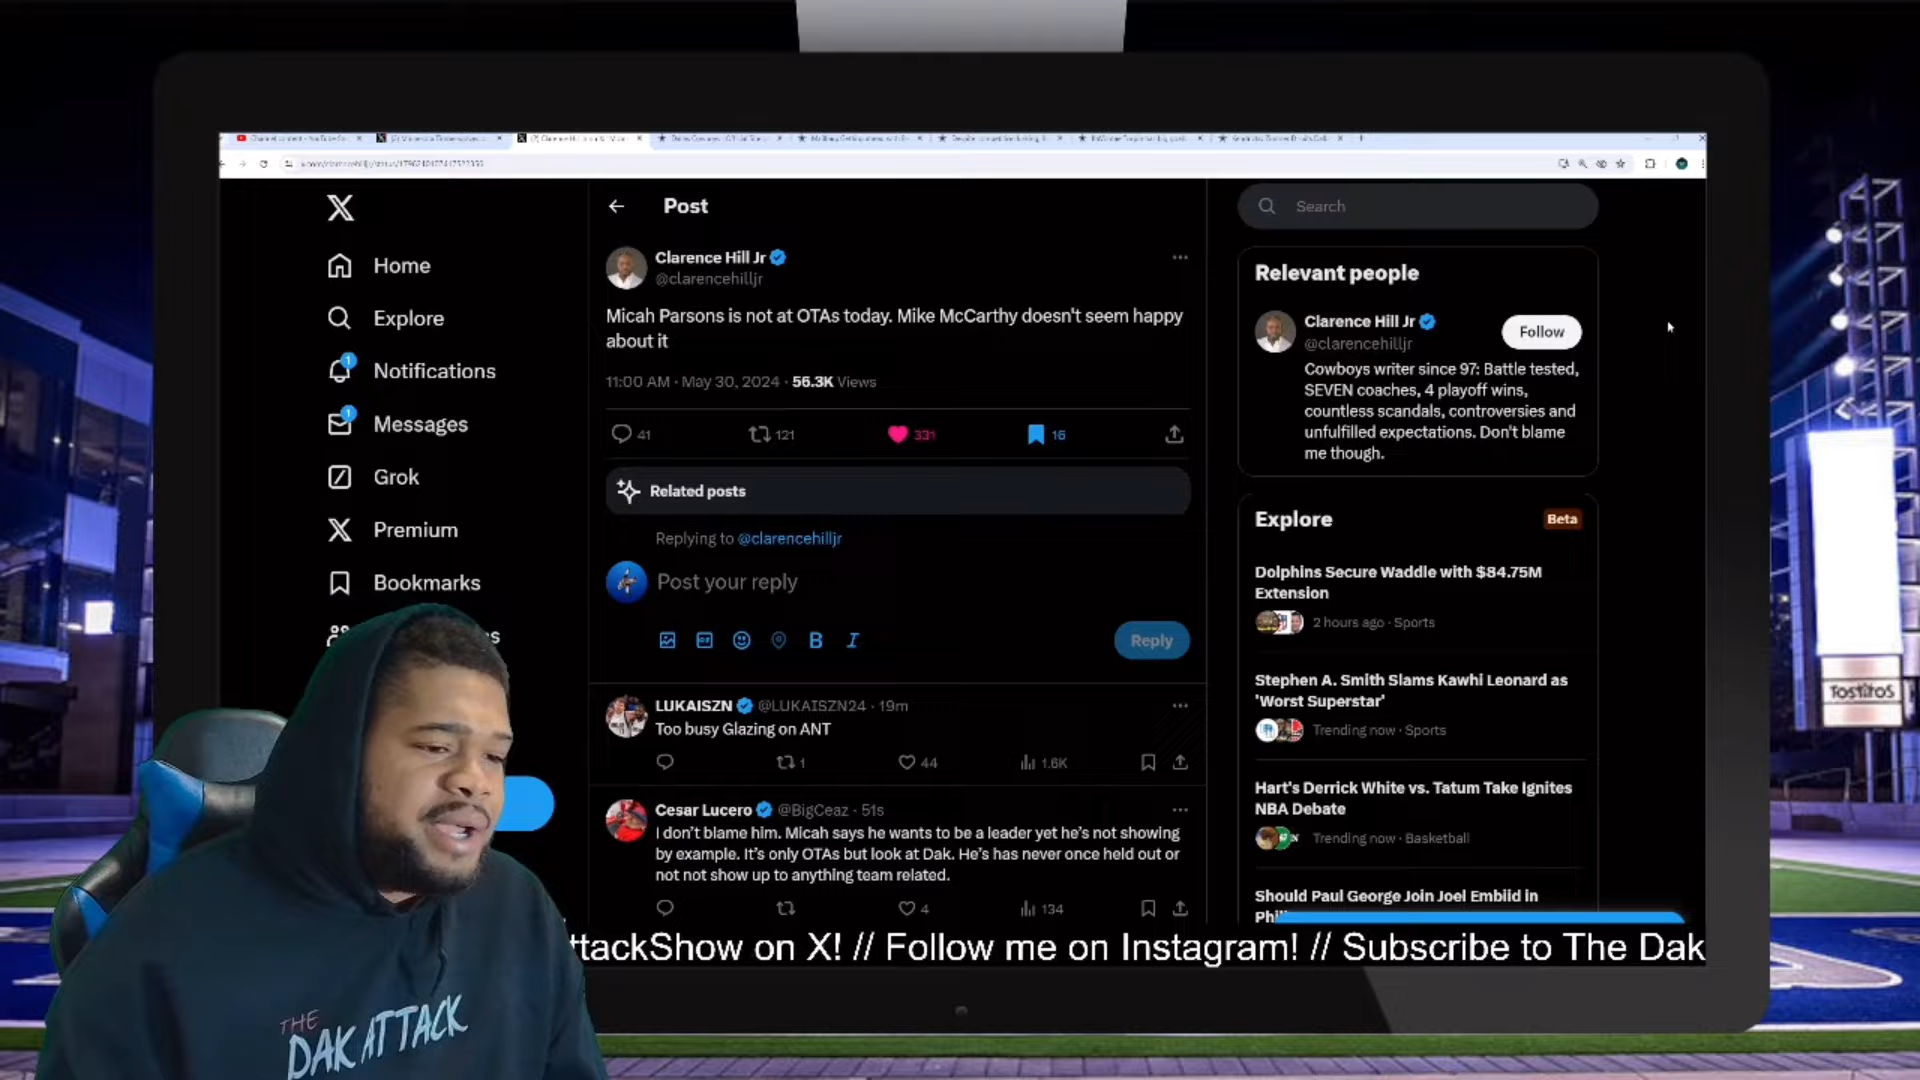 X
Post
Search
Home
Explore
Notifications
1
Messages
1
Grok
Premium
Bookmarks
s
Clarence Hill Jr
@clarencehilljr
Micah Parsons is not at OTAs today. Mike McCarthy doesn't seem happy
about it
11:00 AM · May 30, 2024 · 56.3K Views
41
121
331
16
Related posts
Replying to @clarencehilljr
Post your reply
B I
Reply
LUKAISZN @LUKAISZN24 · 19m
Too busy Glazing on ANT
1
44
1.6K
Cesar Lucero @BigCeaz · 51s
I don't blame him. Micah says he wants to be a leader yet he's not showing
by example. It's only OTAs but look at Dak. He's has never once held out or
not not show up to anything team related.
4
134
Relevant people
Clarence Hill Jr
@clarencehilljr
Follow
Cowboys writer since 97: Battle tested,
SEVEN coaches, 4 playoff wins,
countless scandals, controversies and
unfulfilled expectations. Don't blame
me though.
Explore
Beta
Dolphins Secure Waddle with $84.75M
Extension
2 hours ago · Sports
Stephen A. Smith Slams Kawhi Leonard as
'Worst Superstar'
Trending now · Sports
Hart's Derrick White vs. Tatum Take Ignites
NBA Debate
Trending now · Basketball
Should Paul George Join Joel Embiid in
ttackShow on X! // Follow me on Instagram! // Subscribe to The Dak
THE
DAK ATTACK
Tostitos